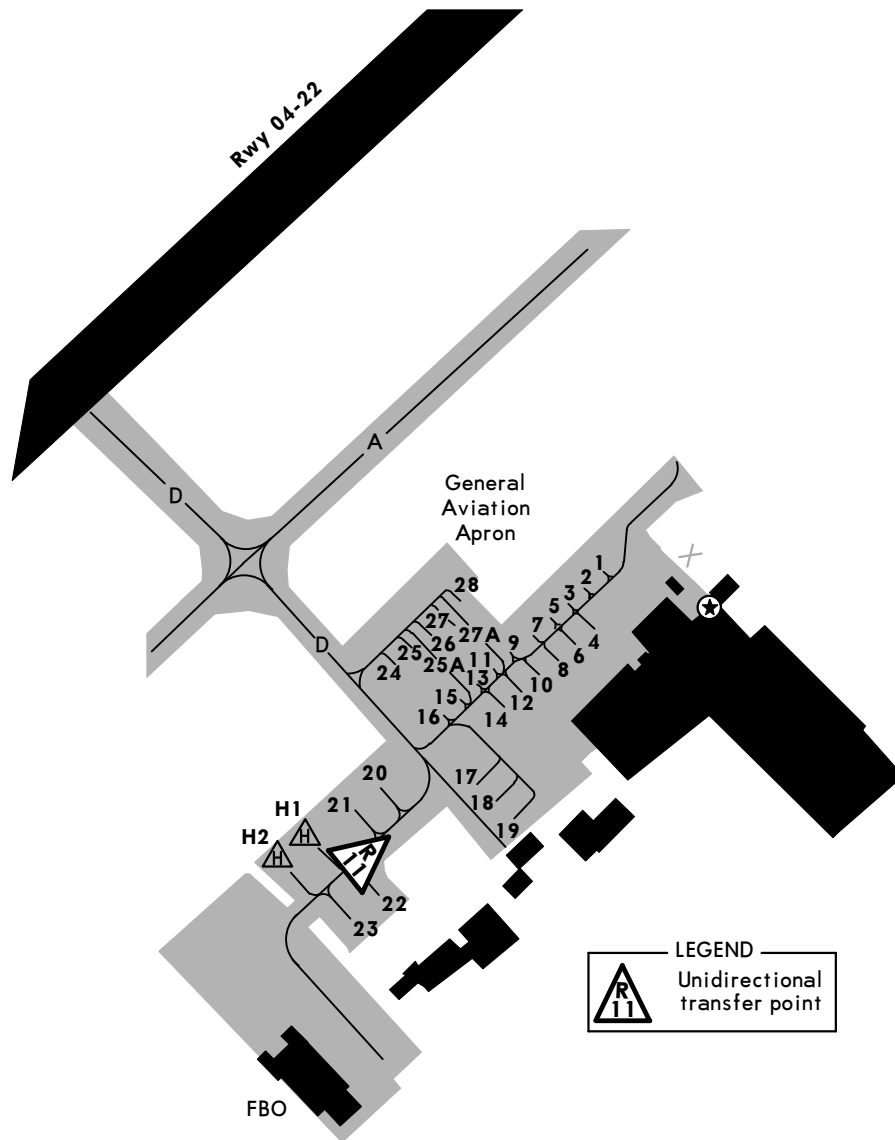 Rwy 04-22
A
D
General
Aviation
Apron
1
2
3
5
4
28
7
6
27
27A
9
8
D
26
25
11
10
25A
24
13
12
15
14
16
20
17
21
18
H1
19
H2
H
H
R
11
22
23
LEGEND
R
11
Unidirectional
transfer point
FBO